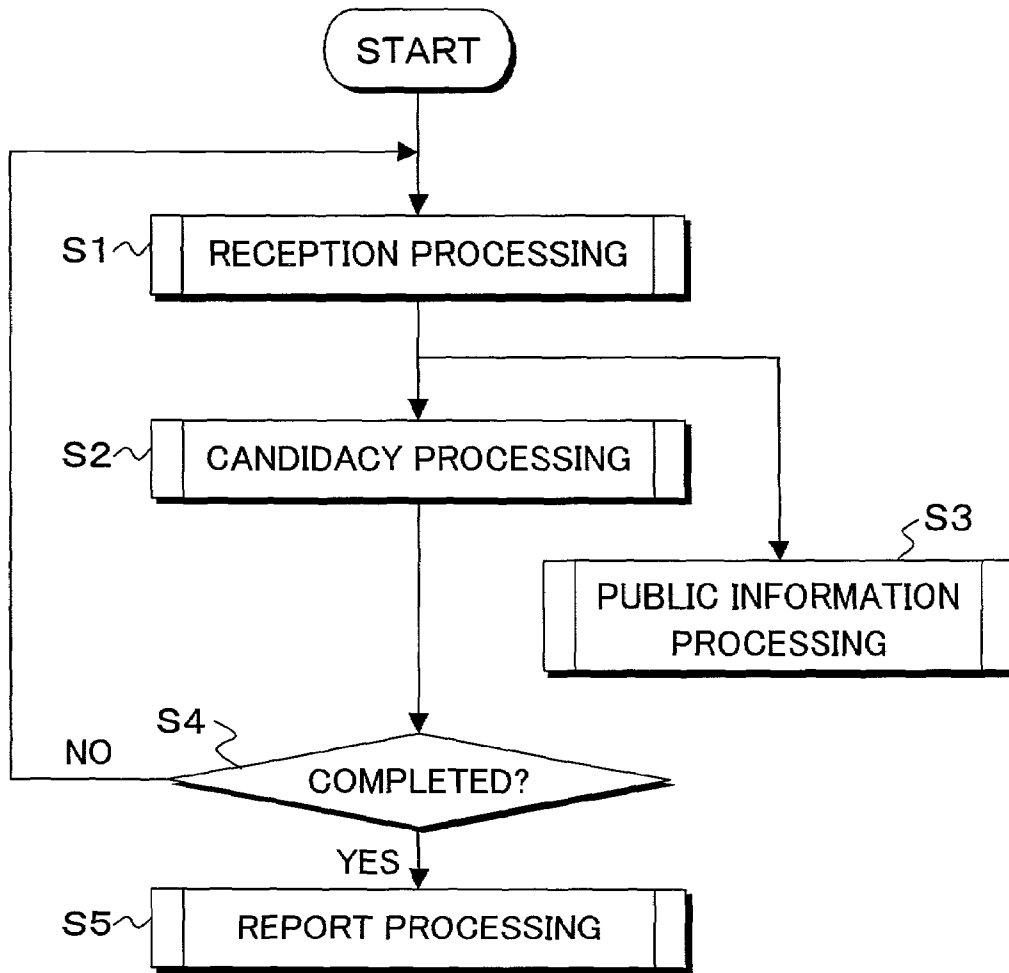 START
S1
RECEPTION PROCESSING
S2
CANDIDACY PROCESSING
S3
PUBLIC INFORMATION
PROCESSING
S4
NO
COMPLETED?
YES
S5
REPORT PROCESSING